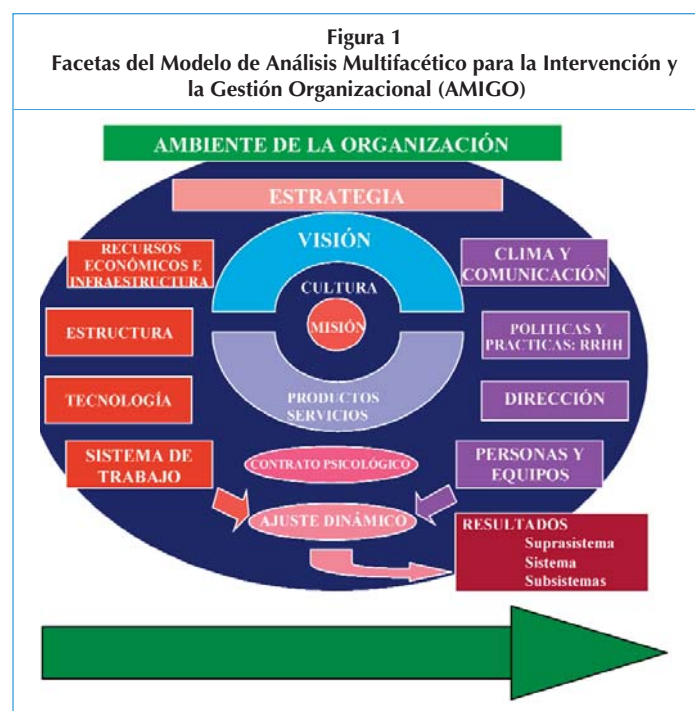 Figura 1
Facetas del Modelo de Análisis Multifacético para la Intervención y
la Gestión Organizacional (AMIGO)
AMBIENTE DE LA ORGANIZACIÓN
ESTRATEGIA
VISIÓN
CULTURA
MISIÓN
PRODUCTOS
SERVICIOS
RECURSOS
ECONÓMICOS E
INFRAESTRUCTURA
ESTRUCTURA
TECNOLOGÍA
SISTEMA DE
TRABAJO
CLIMA Y
COMUNICACIÓN
POLITICAS Y
PRACTICAS: RRHH
DIRECCIÓN
PERSONAS Y
EQUIPOS
CONTRATO PSICOLÓGICO
AJUSTE DINÁMICO
RESULTADOS
Suprasistema
Sistema
Subsistemas